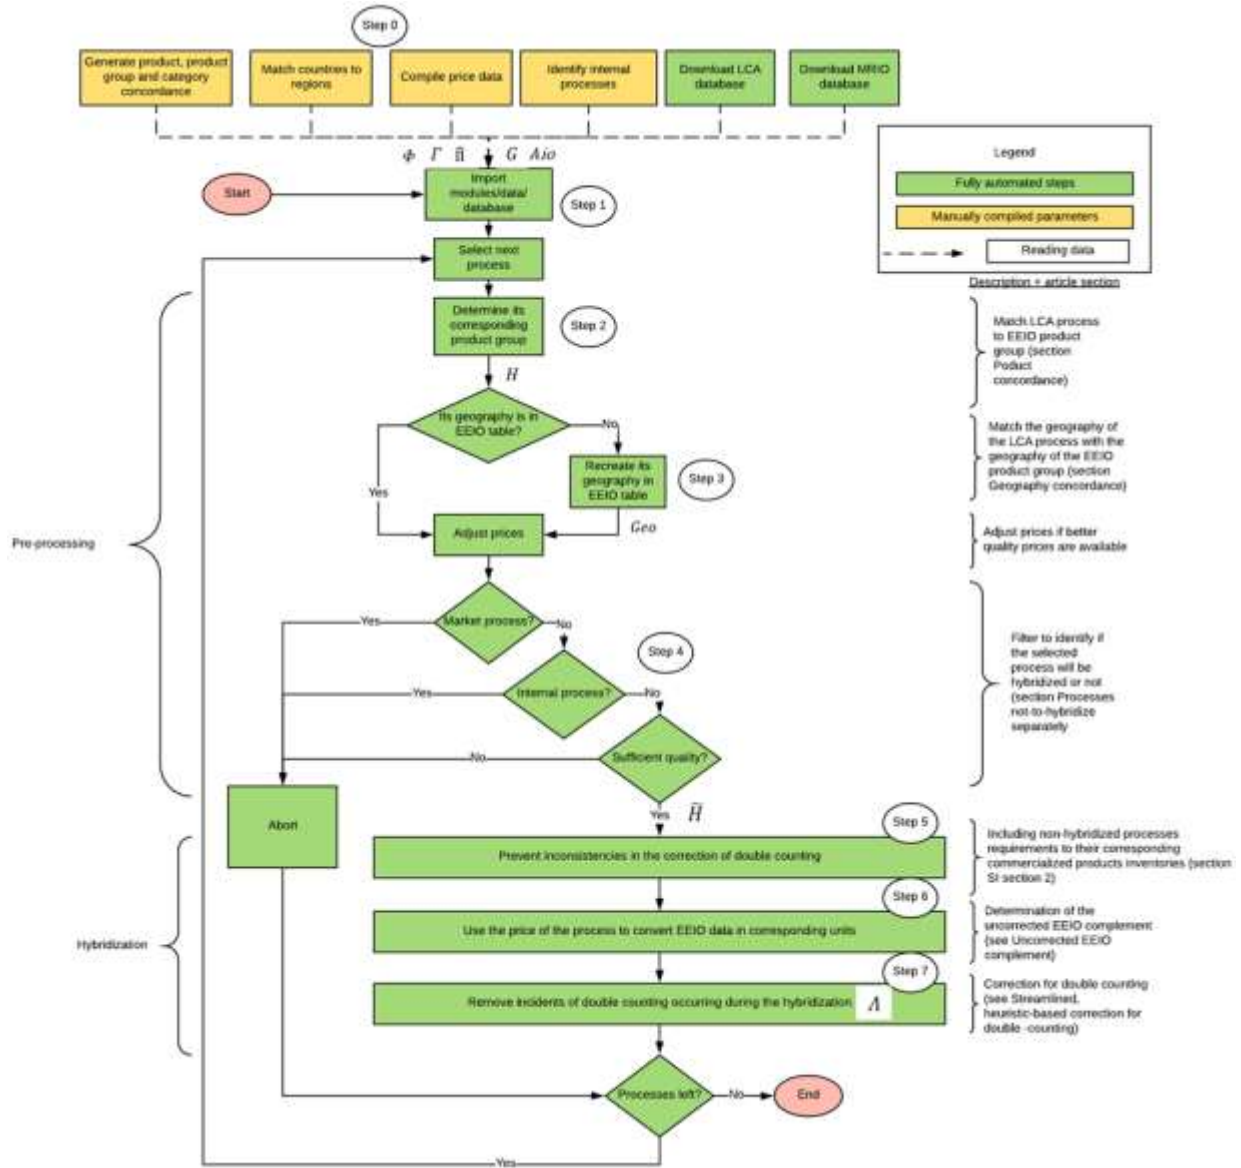 Step 0
Generate product, product
group and category
concordance
Match countries to
regions
Compile price data
Identify internal
processes
Download LCA
database
Download MRIO
database
Φ Γ Π̂ G Aio
Legend
Fully automated steps
Manually compiled parameters
Reading data
Start
Import
modules/data/
database
Step 1
Select next
process
Description + article section
Determine its
corresponding
product group
Step 2
Match LCA process
to EEIO product
group (section
Poduct
concordance)
H
Its geography is in
EEIO table?
No
Yes
Recreate its
geography in
EEIO table
Step 3
Match the geography of
the LCA process with the
geography of the EEIO
product group (section
Geography concordance)
Geo
Adjust prices
Adjust prices if better
quality prices are available
Pre-processing
Market process?
Yes
No
Step 4
Internal process?
Yes
No
Sufficient quality?
No
Yes
H̃
Filter to identify if
the selected
process will be
hybridized or not
(section Processes
not-to-hybridize
separately
Abort
Step 5
Prevent inconsistencies in the correction of double counting
Including non-hybridized processes
requirements to their corresponding
commercialized products inventories (section
SI section 2)
Hybridization
Step 6
Use the price of the process to convert EEIO data in corresponding units
Determination of the
uncorrected EEIO complement
(see Uncorrected EEIO
complement)
Step 7
Remove incidents of double counting occurring during the hybridization
Λ
Correction for double counting
(see Streamlined,
heuristic-based correction for
double -counting)
Processes left?
No
End
Yes